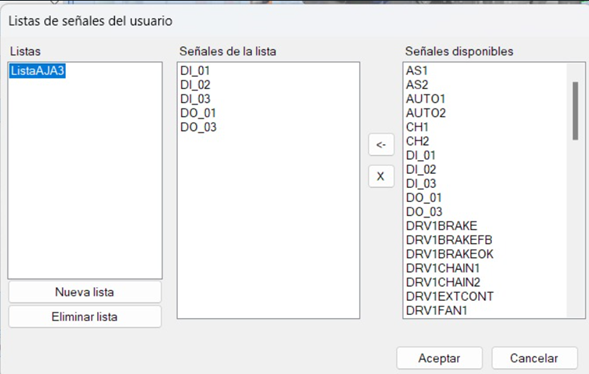 Listas de señales del usuario
Listas
ListaAJA3
Nueva lista
Eliminar lista
Señales de la lista
DI_01
DI_02
DI_03
DO_01
DO_03
<-
X
Señales disponibles
AS1
AS2
AUTO1
AUTO2
CH1
CH2
DI_01
DI_02
DI_03
DO_01
DO_03
DRV1BRAKE
DRV1BRAKEFB
DRV1BRAKEOK
DRV1CHAIN1
DRV1CHAIN2
DRV1EXTCONT
DRV1FAN1
Aceptar
Cancelar